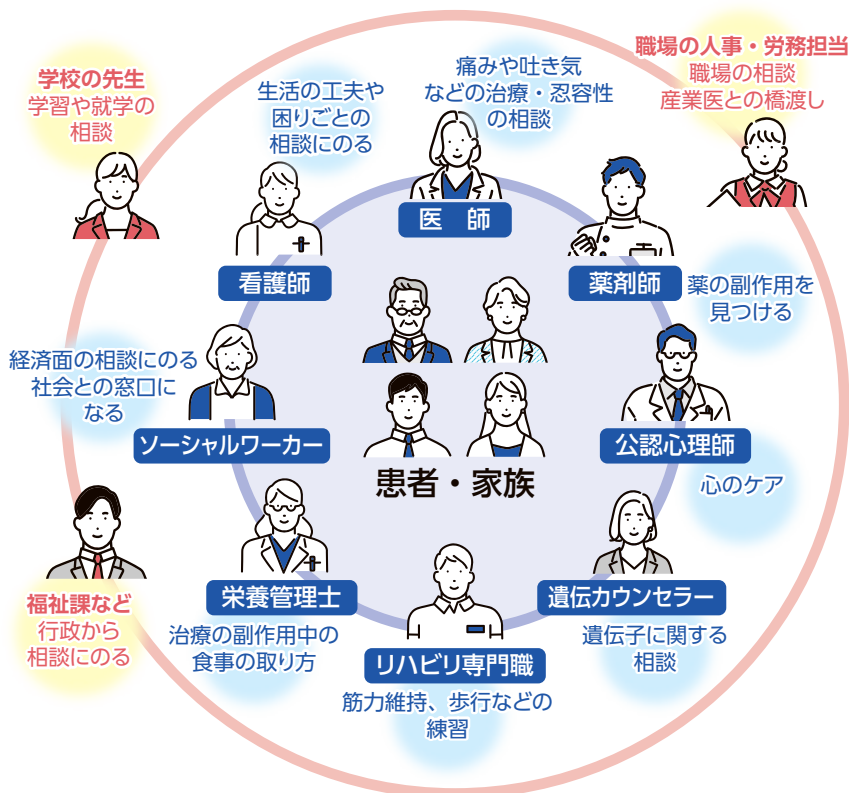 学校の先生
学習や就学の
相談
生活の工夫や
困りごとの
相談にのる
看護師
痛みや吐き気
などの治療・忍容性
の相談
医 師
職場の人事・労務担当
職場の相談
産業医との橋渡し
薬剤師
薬の副作用を
見つける
経済面の相談にのる
社会との窓口に
なる
ソーシャルワーカー
患者・家族
公認心理師
心のケア
福祉課など
行政から
相談にのる
栄養管理士
治療の副作用中の
食事の取り方
リハビリ専門職
筋力維持、歩行などの
練習
遺伝カウンセラー
遺伝子に関する
相談